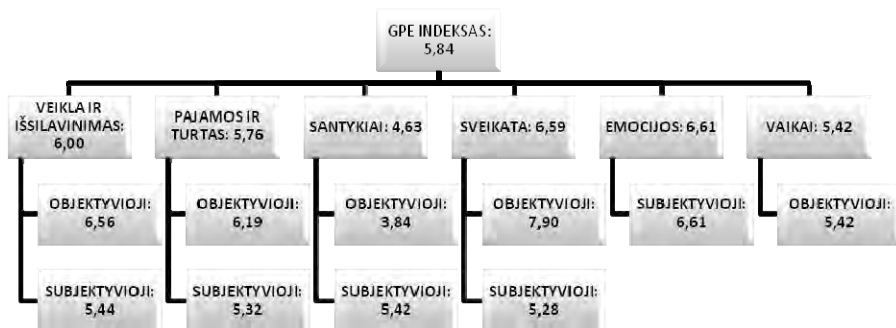 GPE INDEKSAS:
5,84
VEIKLA IR
IŠSILAVINIMAS:
6,00
PAJAMOS IR
TURTAS: 5,76
SANTYKIAI: 4,63
SVEIKATA: 6,59
EMOCIJOS: 6,61
VAIKAI: 5,42
OBJEKTYVIOJI:
6,56
OBJEKTYVIOJI:
6,19
OBJEKTYVIOJI:
3,84
OBJEKTYVIOJI:
7,90
SUBJEKTYVIOJI:
6,61
OBJEKTYVIOJI:
5,42
SUBJEKTYVIOJI:
5,44
SUBJEKTYVIOJI:
5,32
SUBJEKTYVIOJI:
5,42
SUBJEKTYVIOJI:
5,28